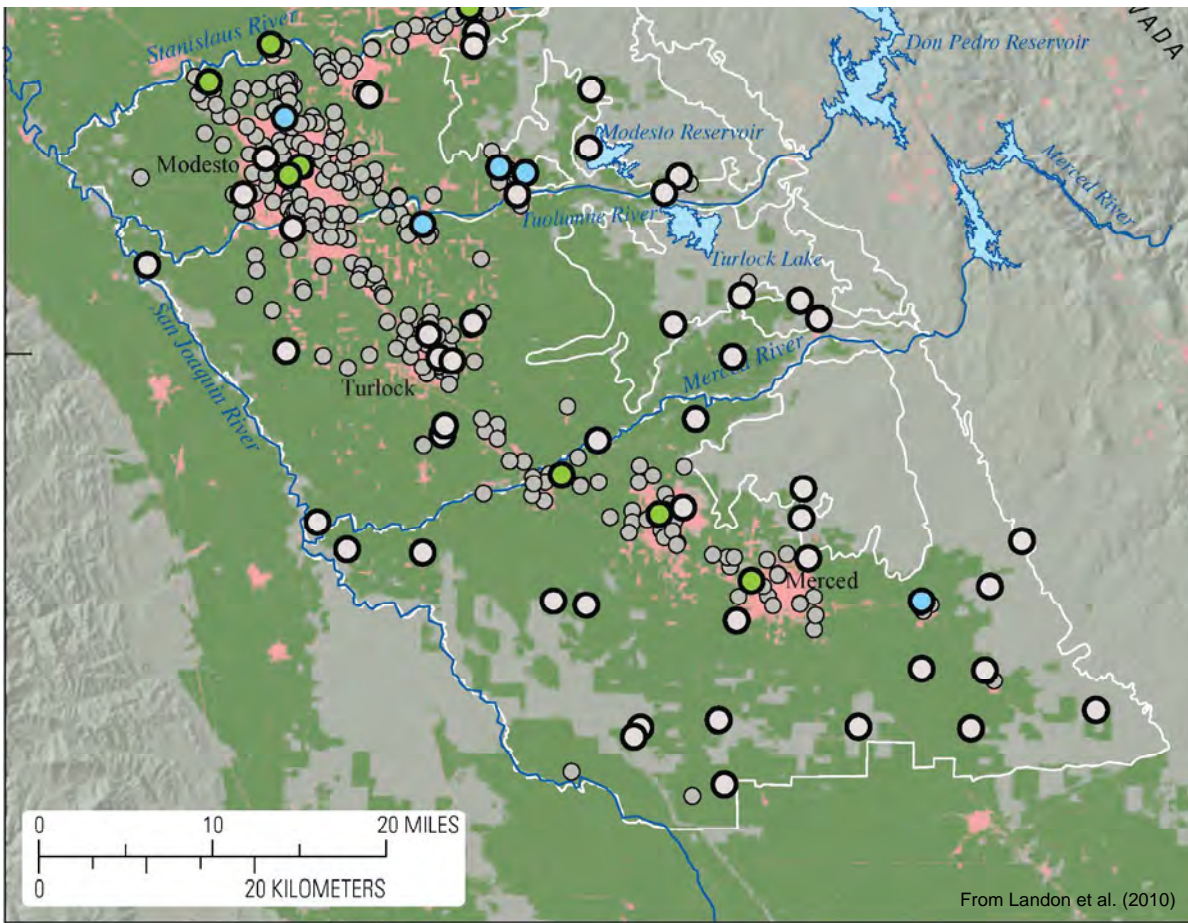 VADA
Stanislaus River
Don Pedro Reservoir
Modesto Reservoir
Modesto
Merced River
Tuolumne River
Turlock Lake
San Joaquin River
Merced River
Turlock
Merced
0 10 20 MILES
0 20 KILOMETERS
From Landon et al. (2010)